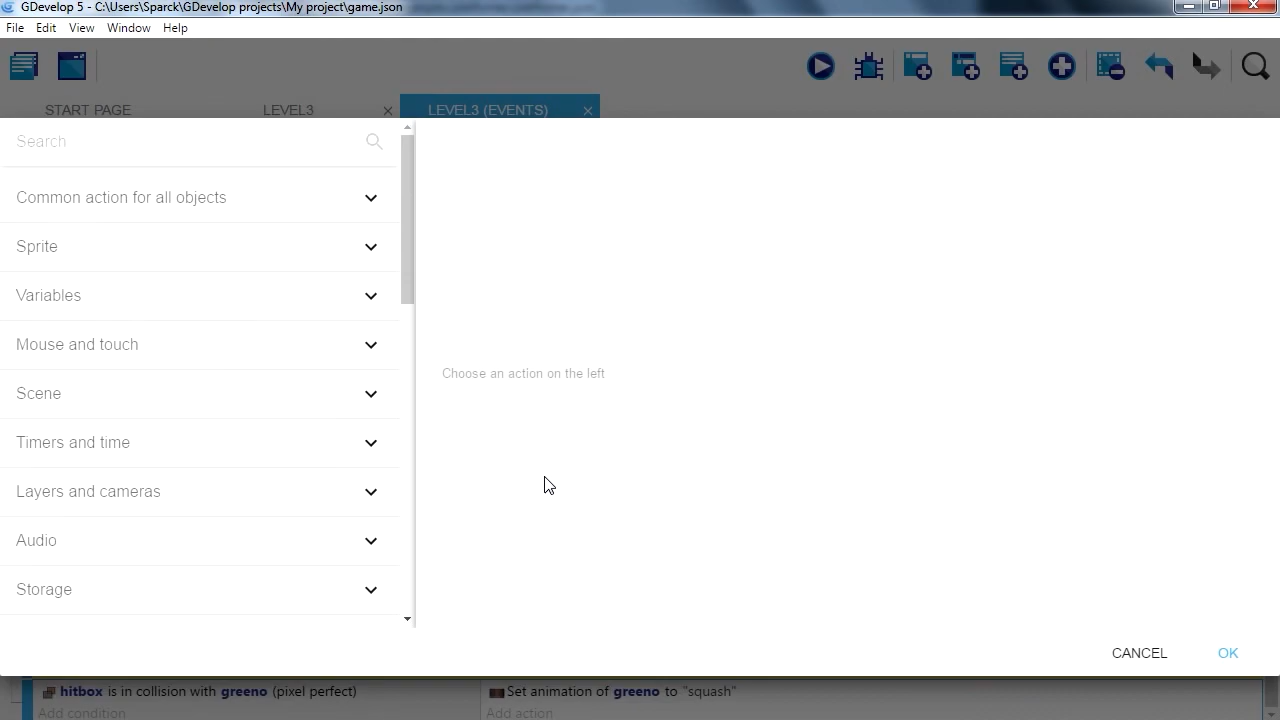 GDevelop 5 - C:\Users\Sparck\GDevelop projects\My project\game.json
File Edit View Window Help
START PAGE LEVEL3 × LEVEL3 (EVENTS) ×
Search
Common action for all objects
Sprite
Variables
Mouse and touch
Scene
Timers and time
Layers and cameras
Audio
Storage
Choose an action on the left
CANCEL OK
hitbox is in collision with greeno (pixel perfect)
Set animation of greeno to "squash"
Add condition
Add action